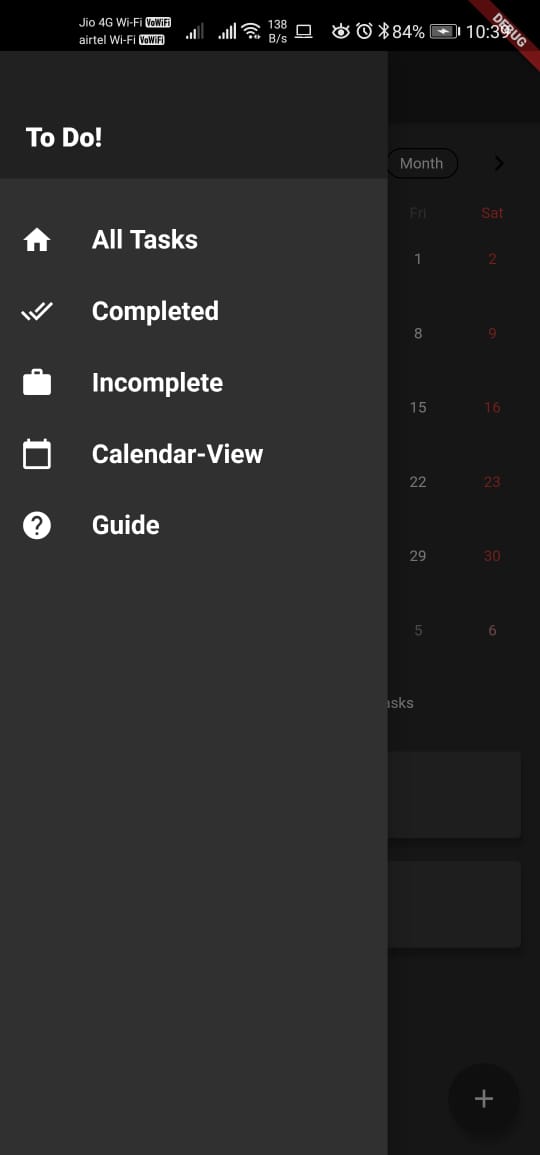 Jio 4G Wi-Fi VoWiFi
airtel Wi-Fi VoWiFi
138
B/s
84%
10:39
DEBUG
To Do!
All Tasks
Completed
Incomplete
Calendar-View
Guide
Month
Fri Sat
1 2
8 9
15 16
22 23
29 30
5 6
asks